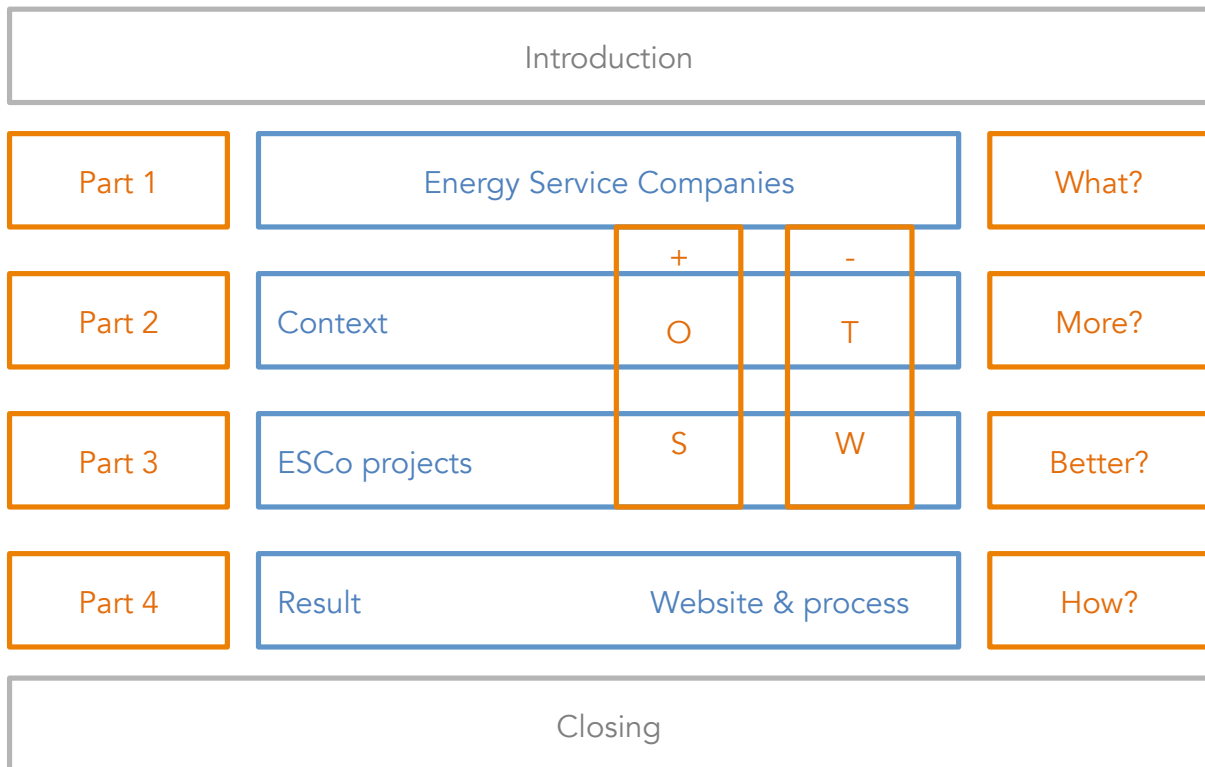 Introduction
Part 1 Energy Service Companies What?
+ -
Part 2 Context O T More?
Part 3 ESCo projects S W Better?
Part 4 Result Website & process How?
Closing